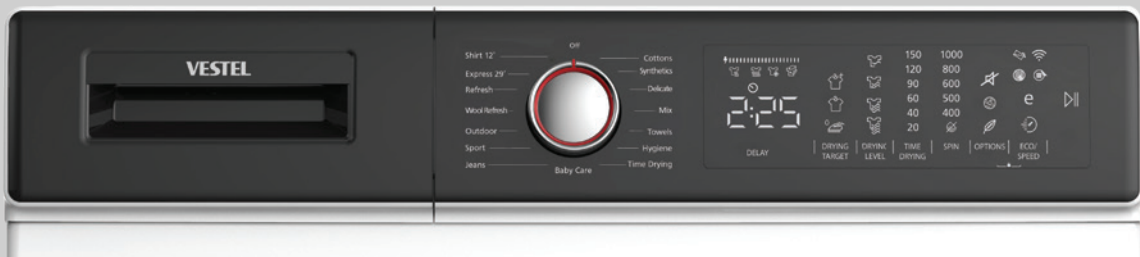 VESTEL
Off
Shirt 12'
Express 29'
Refresh
Wool Refresh
Outdoor
Sport
Jeans
Baby Care
Cottons
Synthetics
Delicate
Mix
Towels
Hygiene
Time Drying
2:25
DELAY
DRYING
TARGET
DRYING
LEVEL
150
120
90
60
40
20
TIME
DRYING
1000
800
600
500
400
SPIN
OPTIONS
e
ECO/
SPEED